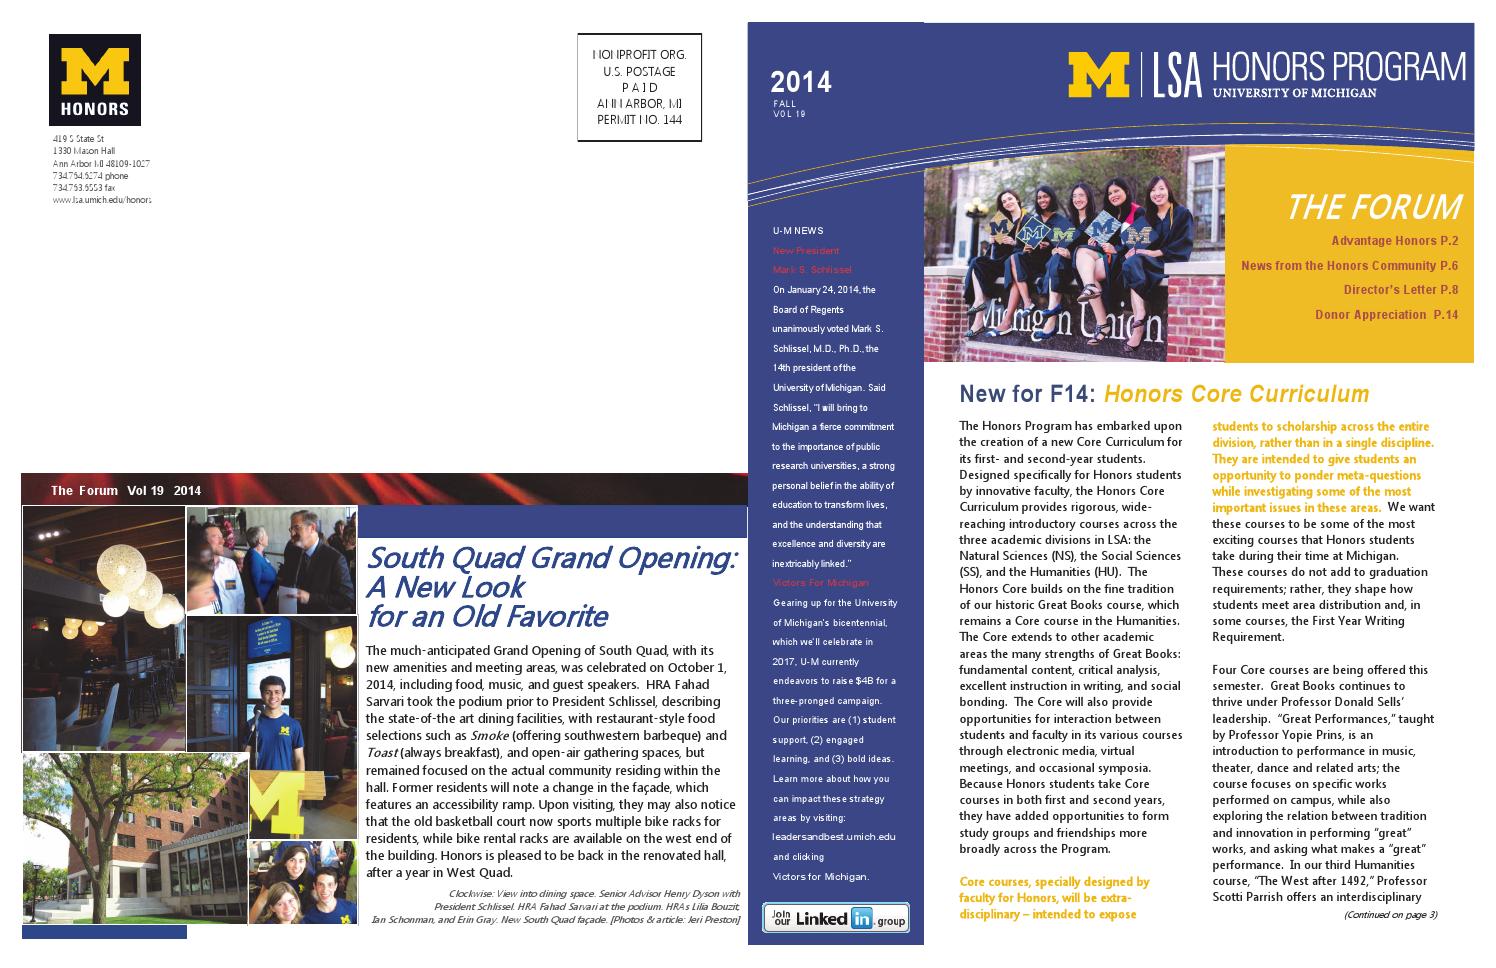 M
HONORS
419 S State St
1330 Mason Hall
Ann Arbor MI 48109-1027
734.764.6274 phone
734.763.6553 fax
www.lsa.umich.edu/honors
NONPROFIT ORG.
U.S. POSTAGE
P A I D
ANN ARBOR, MI
PERMIT NO. 144
The Forum Vol 19 2014
South Quad Grand Opening:
A New Look
for an Old Favorite
The much-anticipated Grand Opening of South Quad, with its
new amenities and meeting areas, was celebrated on October 1,
2014, including food, music, and guest speakers. HRA Fahad
Sarvari took the podium prior to President Schlissel, describing
the state-of-the art dining facilities, with restaurant-style food
selections such as Smoke (offering southwestern barbeque) and
Toast (always breakfast), and open-air gathering spaces, but
remained focused on the actual community residing within the
hall. Former residents will note a change in the façade, which
features an accessibility ramp. Upon visiting, they may also notice
that the old basketball court now sports multiple bike racks for
residents, while bike rental racks are available on the west end of
the building. Honors is pleased to be back in the renovated hall,
after a year in West Quad.
Clockwise: View into dining space. Senior Advisor Henry Dyson with
President Schlissel. HRA Fahad Sarvari at the podium. HRAs Lilia Bouzit,
Ian Schonman, and Erin Gray. New South Quad façade. [Photos & article: Jeri Preston]
2014
FALL
VOL 19
M LSA HONORS PROGRAM
UNIVERSITY OF MICHIGAN
U-M NEWS
New President
Mark S. Schlissel
On January 24, 2014, the
Board of Regents
unanimously voted Mark S.
Schlissel, M.D., Ph.D., the
14th president of the
University of Michigan. Said
Schlissel, "I will bring to
Michigan a fierce commitment
to the importance of public
research universities, a strong
personal belief in the ability of
education to transform lives,
and the understanding that
excellence and diversity are
inextricably linked."
Victors For Michigan
Gearing up for the University
of Michigan's bicentennial,
which we'll celebrate in
2017, U-M currently
endeavors to raise $4B for a
three-pronged campaign.
Our priorities are (1) student
support, (2) engaged
learning, and (3) bold ideas.
Learn more about how you
can impact these strategy
areas by visiting:
leadersandbest.umich.edu
and clicking
Victors for Michigan.
Join our LinkedIn group
Michigan Union
THE FORUM
Advantage Honors P.2
News from the Honors Community P.6
Director's Letter P.8
Donor Appreciation P.14
New for F14: Honors Core Curriculum
The Honors Program has embarked upon
the creation of a new Core Curriculum for
its first- and second-year students.
Designed specifically for Honors students
by innovative faculty, the Honors Core
Curriculum provides rigorous, wide-
reaching introductory courses across the
three academic divisions in LSA: the
Natural Sciences (NS), the Social Sciences
(SS), and the Humanities (HU). The
Honors Core builds on the fine tradition
of our historic Great Books course, which
remains a Core course in the Humanities.
The Core extends to other academic
areas the many strengths of Great Books:
fundamental content, critical analysis,
excellent instruction in writing, and social
bonding. The Core will also provide
opportunities for interaction between
students and faculty in its various courses
through electronic media, virtual
meetings, and occasional symposia.
Because Honors students take Core
courses in both first and second years,
they have added opportunities to form
study groups and friendships more
broadly across the Program.
Core courses, specially designed by
faculty for Honors, will be extra-
disciplinary – intended to expose
students to scholarship across the entire
division, rather than in a single discipline.
They are intended to give students an
opportunity to ponder meta-questions
while investigating some of the most
important issues in these areas. We want
these courses to be some of the most
exciting courses that Honors students
take during their time at Michigan.
These courses do not add to graduation
requirements; rather, they shape how
students meet area distribution and, in
some courses, the First Year Writing
Requirement.
Four Core courses are being offered this
semester. Great Books continues to
thrive under Professor Donald Sells'
leadership. "Great Performances," taught
by Professor Yopie Prins, is an
introduction to performance in music,
theater, dance and related arts; the
course focuses on specific works
performed on campus, while also
exploring the relation between tradition
and innovation in performing "great"
works, and asking what makes a "great"
performance. In our third Humanities
course, "The West after 1492," Professor
Scotti Parrish offers an interdisciplinary
(Continued on page 3)